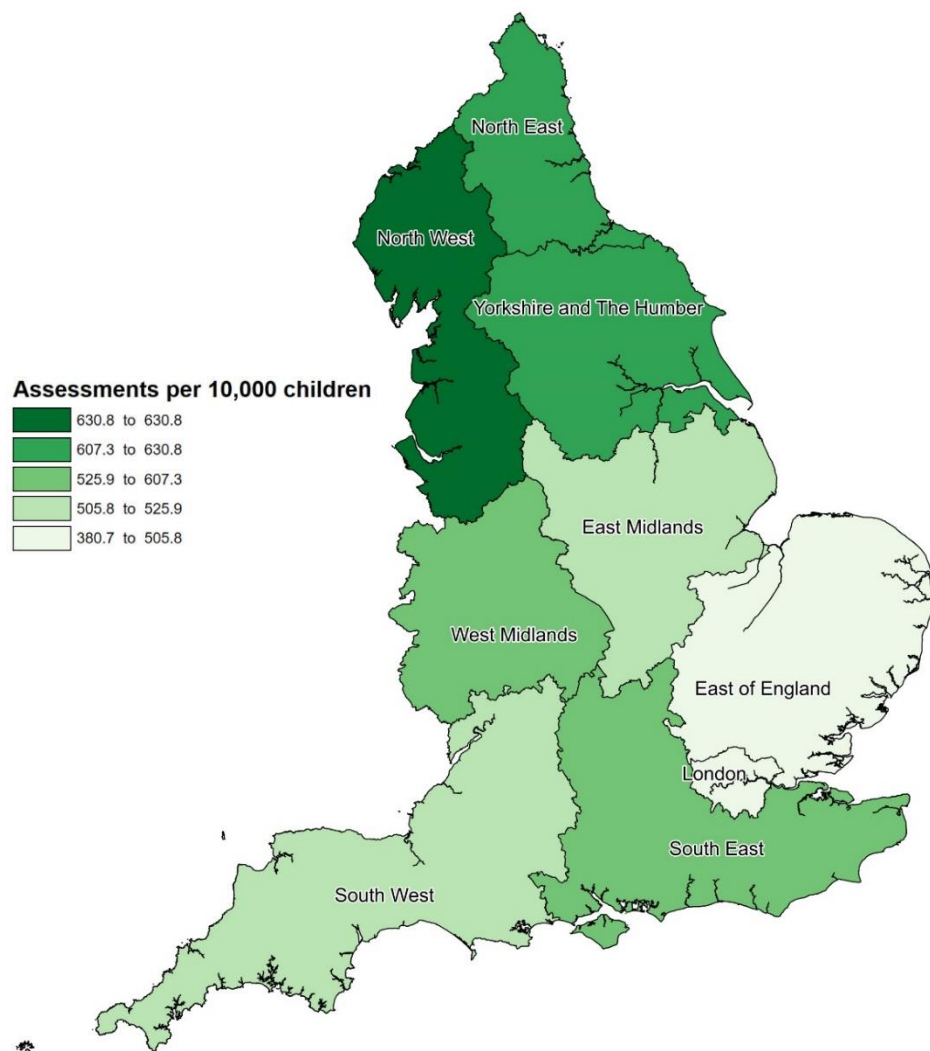 North East
North West
Yorkshire and The Humber
Assessments per 10,000 children
630.8 to 630.8
607.3 to 630.8
525.9 to 607.3
505.8 to 525.9
380.7 to 505.8
East Midlands
West Midlands
East of England
London
South East
South West